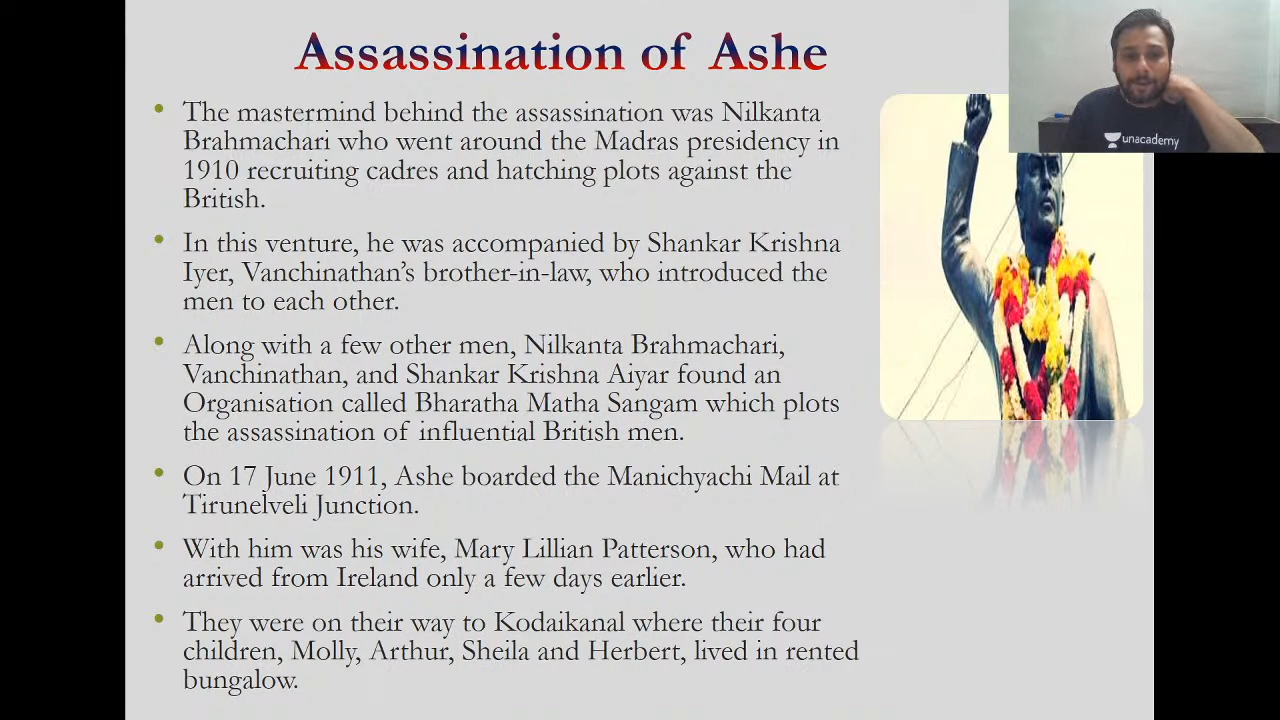 Assassination of Ashe
• The mastermind behind the assassination was Nilkanta
Brahmachari who went around the Madras presidency in
1910 recruiting cadres and hatching plots against the
British.
• In this venture, he was accompanied by Shankar Krishna
Iyer, Vanchinathan’s brother-in-law, who introduced the
men to each other.
• Along with a few other men, Nilkanta Brahmachari,
Vanchinathan, and Shankar Krishna Aiyar found an
Organisation called Bharatha Matha Sangam which plots
the assassination of influential British men.
• On 17 June 1911, Ashe boarded the Manichyachi Mail at
Tirunelveli Junction.
• With him was his wife, Mary Lillian Patterson, who had
arrived from Ireland only a few days earlier.
• They were on their way to Kodaikanal where their four
children, Molly, Arthur, Sheila and Herbert, lived in rented
bungalow.
unacademy